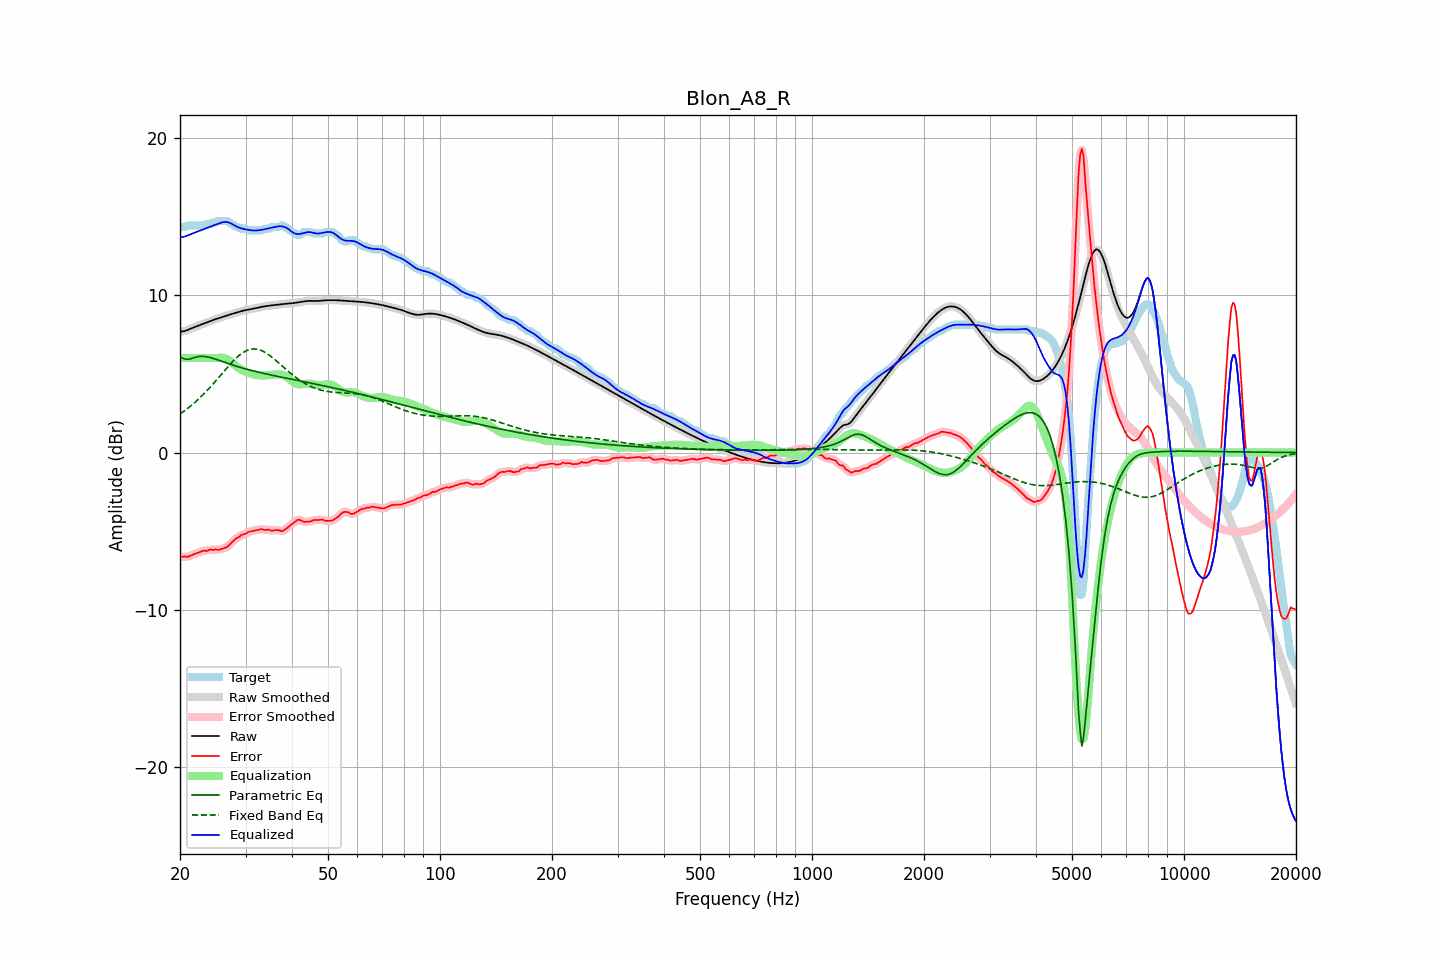 Blon_A8_R
Amplitude (dBr)
20
10
0
−10
−20
Target
Raw Smoothed
Error Smoothed
Raw
Error
Equalization
Parametric Eq
Fixed Band Eq
Equalized
20 50 100 200 500 1000 2000 5000 10000 20000
Frequency (Hz)